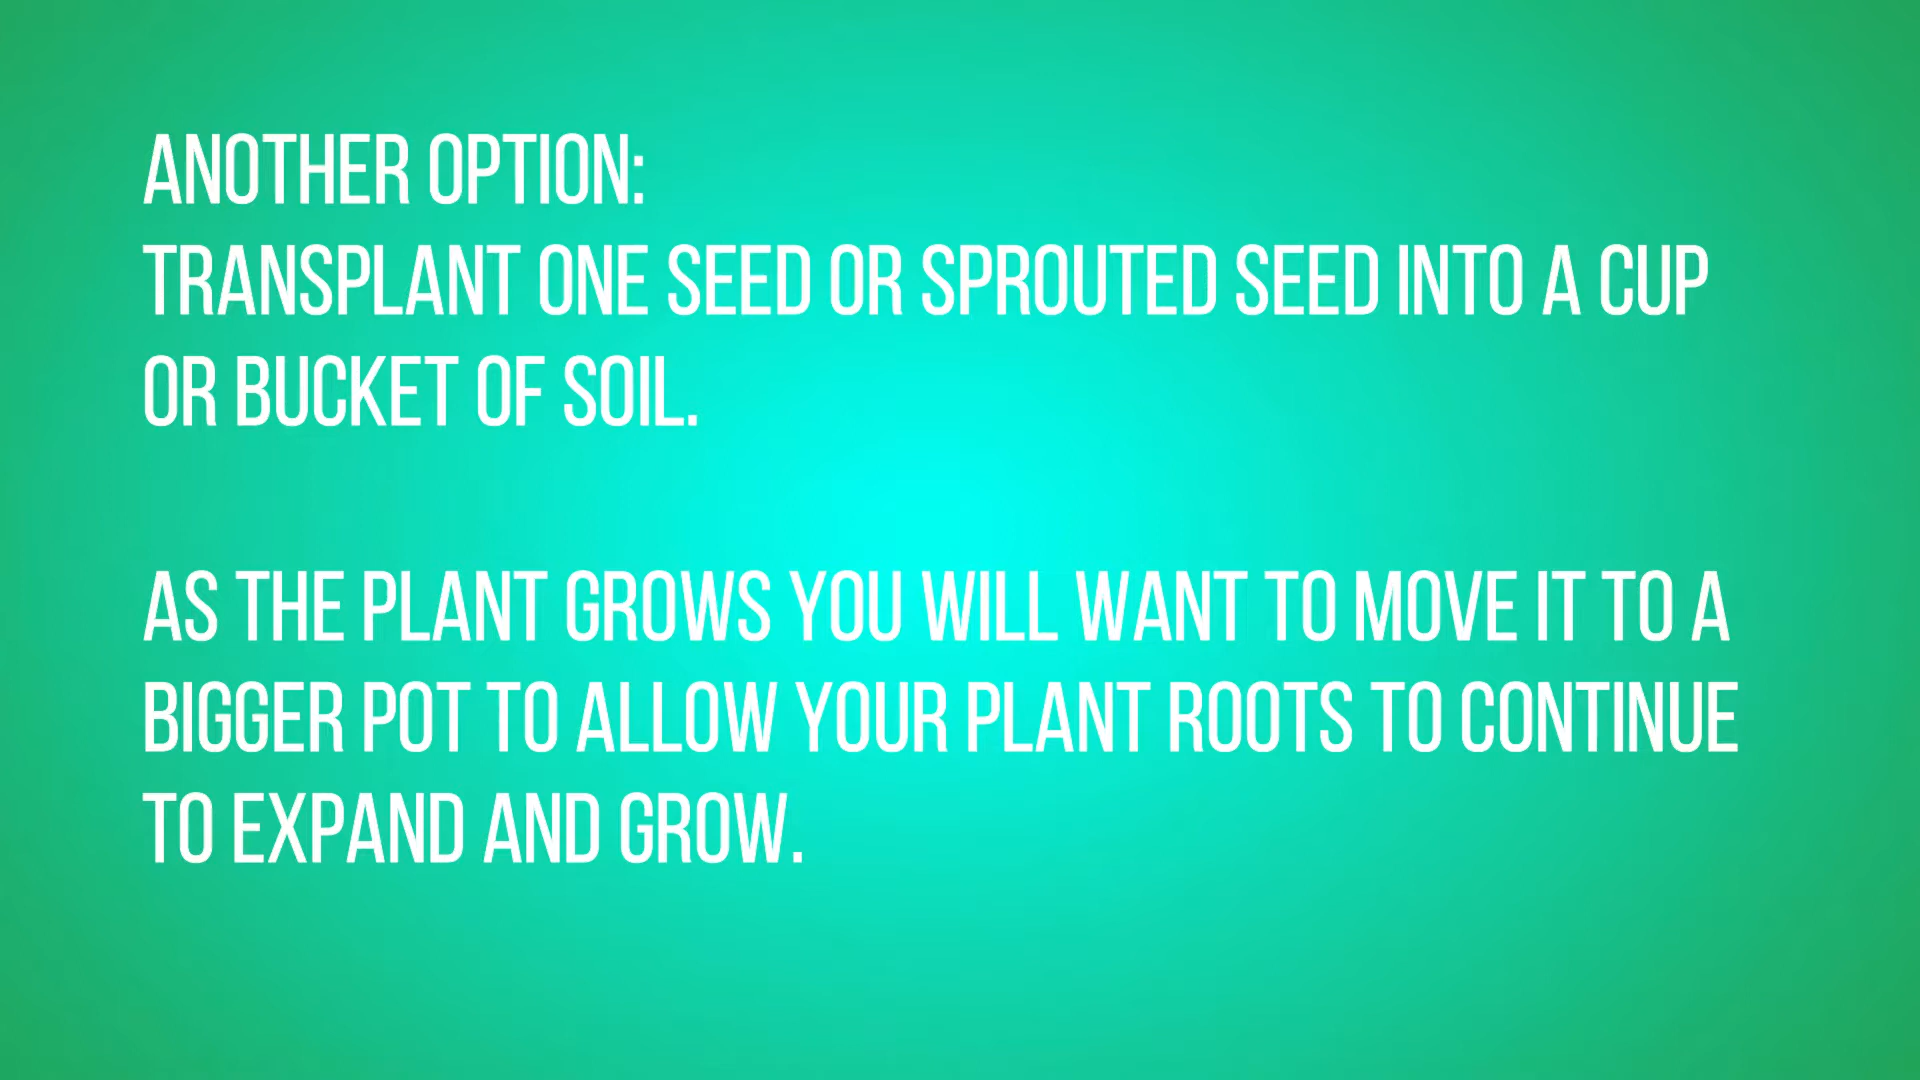 ANOTHER OPTION:
TRANSPLANT ONE SEED OR SPROUTED SEED INTO A CUP
OR BUCKET OF SOIL.
AS THE PLANT GROWS YOU WILL WANT TO MOVE IT TO A
BIGGER POT TO ALLOW YOUR PLANT ROOTS TO CONTINUE
TO EXPAND AND GROW.